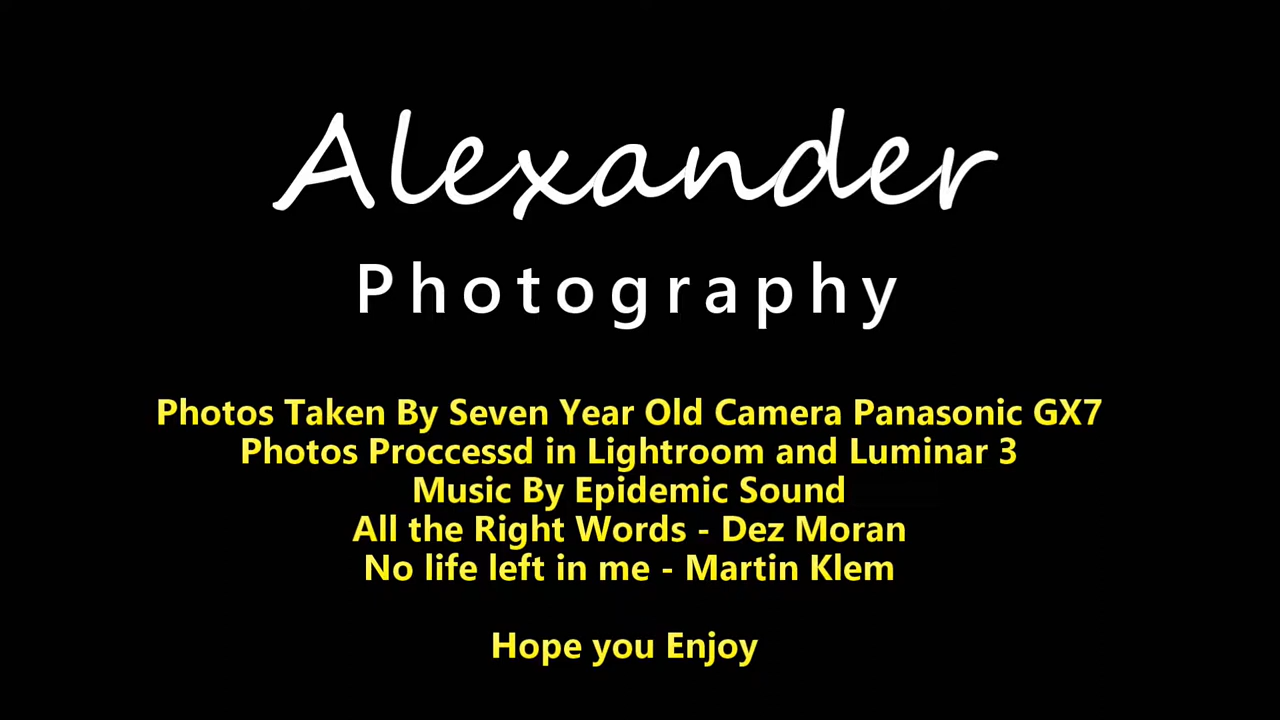 Alexander
Photography
Photos Taken By Seven Year Old Camera Panasonic GX7
Photos Proccessd in Lightroom and Luminar 3
Music By Epidemic Sound
All the Right Words - Dez Moran
No life left in me - Martin Klem
Hope you Enjoy